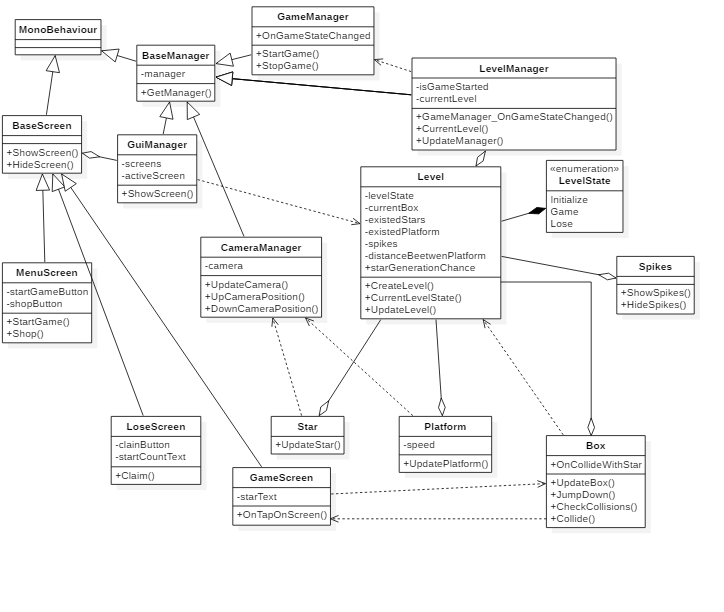 MonoBehaviour
BaseManager
-manager
+GetManager()
GameManager
+OnGameStateChanged
+StartGame()
+StopGame()
LevelManager
-isGameStarted
-currentLevel
+GameManager_OnGameStateChanged()
+CurrentLevel()
+UpdateManager()
BaseScreen
+ShowScreen()
+HideScreen()
GuiManager
-screens
-activeScreen
+ShowScreen()
Level
-levelState
-currentBox
-existedStars
-existedPlatform
-spikes
-distanceBeetwenPlatform
+starGenerationChance
+CreateLevel()
+CurrentLevelState()
+UpdateLevel()
«enumeration»
LevelState
Initialize
Game
Lose
CameraManager
-camera
+UpdateCamera()
+UpCameraPosition()
+DownCameraPosition()
MenuScreen
-startGameButton
-shopButton
+StartGame()
+Shop()
Spikes
+ShowSpikes()
+HideSpikes()
LoseScreen
-clainButton
-startCountText
+Claim()
Star
+UpdateStar()
Platform
-speed
+UpdatePlatform()
Box
+OnCollideWithStar
+UpdateBox()
+JumpDown()
+CheckCollisions()
+Collide()
GameScreen
-starText
+OnTapOnScreen()